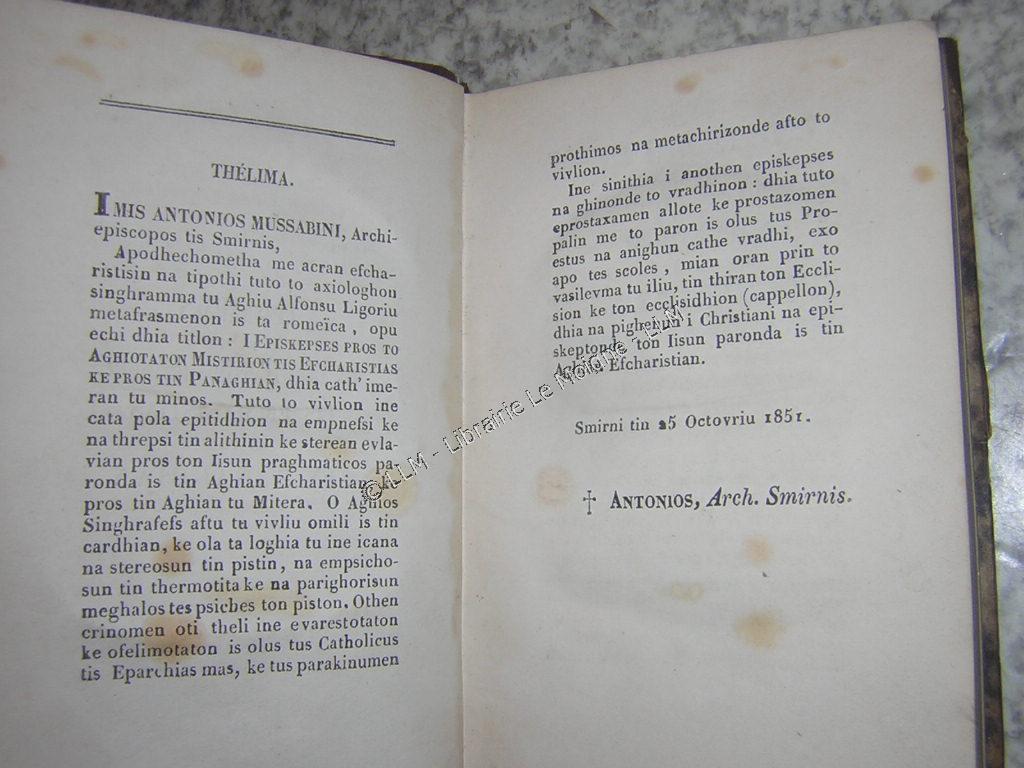 THÉLIMA.
IMIS ANTONIOS MUSSABINI, Archi-
episcopos tis Smirnis,
Apodhechometha me acran efcha-
ristisin na tipothi tuto to axiologhon
singhramma tu Aghiu Alfonsu Ligoriu
metafrasmenon is ta romeïca, opu
echi dhia titlon : I EPISKEPSES PROS TO
AGHIOTATON MISTIRION TIS EFCHARISTIAS
KE PROS TIN PANAGHIAN, dhia cath' ime-
ran tu minos. Tuto to vivlion ine
cata pola epitidhion na empnefsi ke
na threpsi tin alithinin ke sterean evla-
vian pros ton Iisun praghmaticos pa-
ronda is tin Aghian Efcharistian, ke
pros tin Aghian tu Mitera. O Aghios
Singhrafefs aftu tu vivliu omili is tin
cardhian, ke ola ta loghia tu ine icana
na stereosun tin pistin, na empsicho-
sun tin thermotita ke na parighorisun
meghalos tes psiches ton piston. Othen
crinomen oti theli ine evarestotaton
ke ofelimotaton is olus tus Catholicus
tis Eparchias mas, ke tus parakinumen
prothimos na metachirizonde afto to
vivlion.
Ine sinithia i anothen episkepses
na ghinonde to vradhinon : dhia tuto
eprostaxamen allote ke prostazomen
palin me to paron is olus tus Pro-
estus na anighun cathe vradhi, exo
apo tes scoles, mian oran prin to
vasilevma tu iliu, tin thiran ton Eccli-
sion ke ton ecclisidhion (cappellon),
dhia na pighenun i Christiani na epi-
skeptonde ton Iisun paronda is tin
Aghian Efcharistian.
Smirni tin 25 Octovriu 1851.
† ANTONIOS, Arch. Smirnis.
© LLM - Librairie Le Moigne - LLM